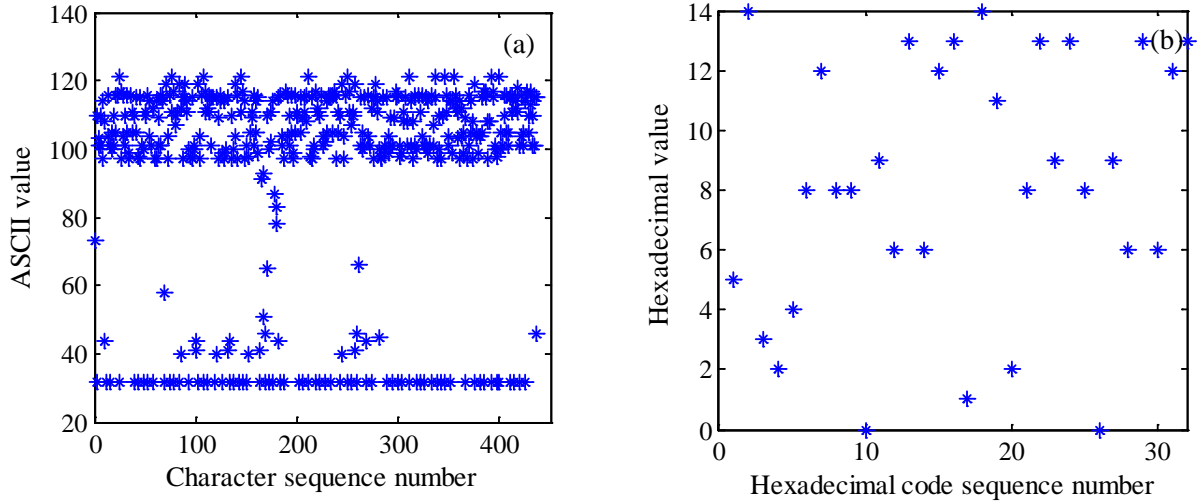 (a)
ASCII value
140
120
100
80
60
40
20
0 100 200 300 400
Character sequence number
(b)
Hexadecimal value
14
12
10
8
6
4
2
0
0 10 20 30
Hexadecimal code sequence number